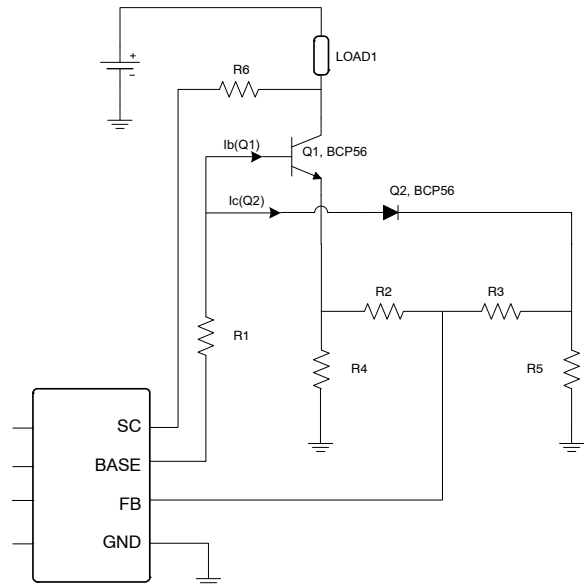 +
−
LOAD1
R6
Ib(Q1)
Q1, BCP56
Q2, BCP56
Ic(Q2)
R2
R3
R1
R4
R5
SC
BASE
FB
GND